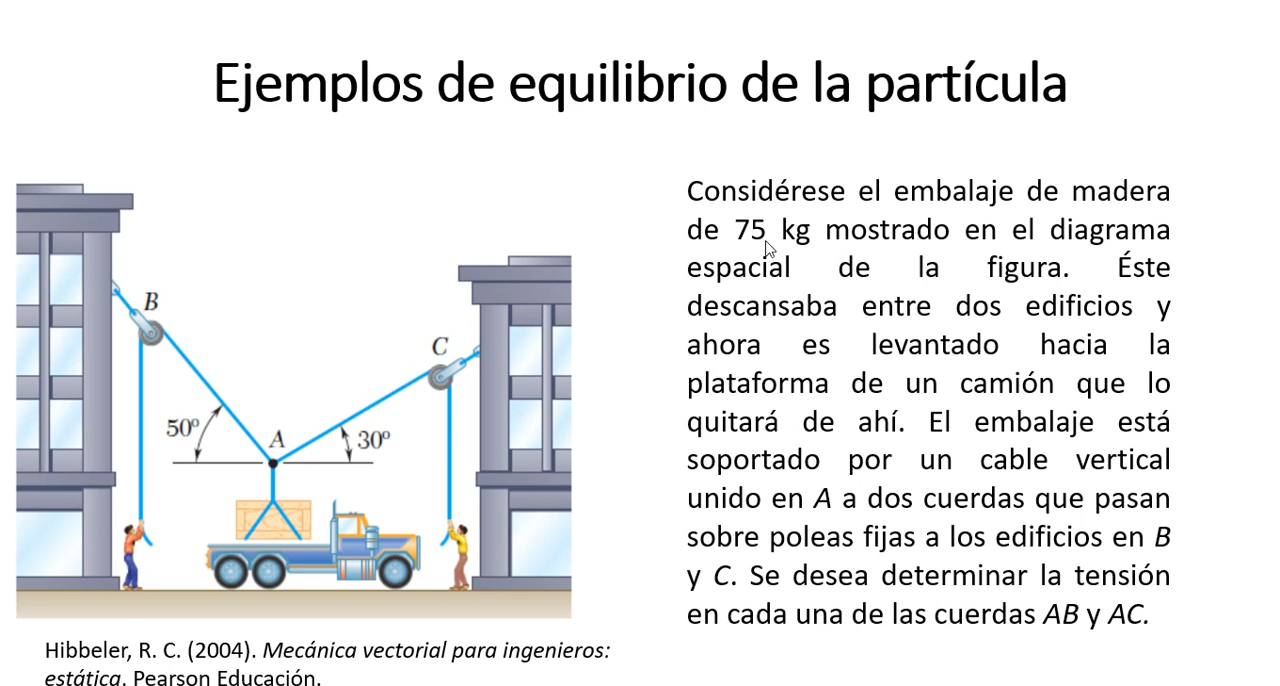 Ejemplos de equilibrio de la partícula
B
C
50º
A
30º
Considérese el embalaje de madera
de 75 kg mostrado en el diagrama
espacial de la figura. Éste
descansaba entre dos edificios y
ahora es levantado hacia la
plataforma de un camión que lo
quitará de ahí. El embalaje está
soportado por un cable vertical
unido en A a dos cuerdas que pasan
sobre poleas fijas a los edificios en B
y C. Se desea determinar la tensión
en cada una de las cuerdas AB y AC.
Hibbeler, R. C. (2004). Mecánica vectorial para ingenieros:
estática. Pearson Educación.